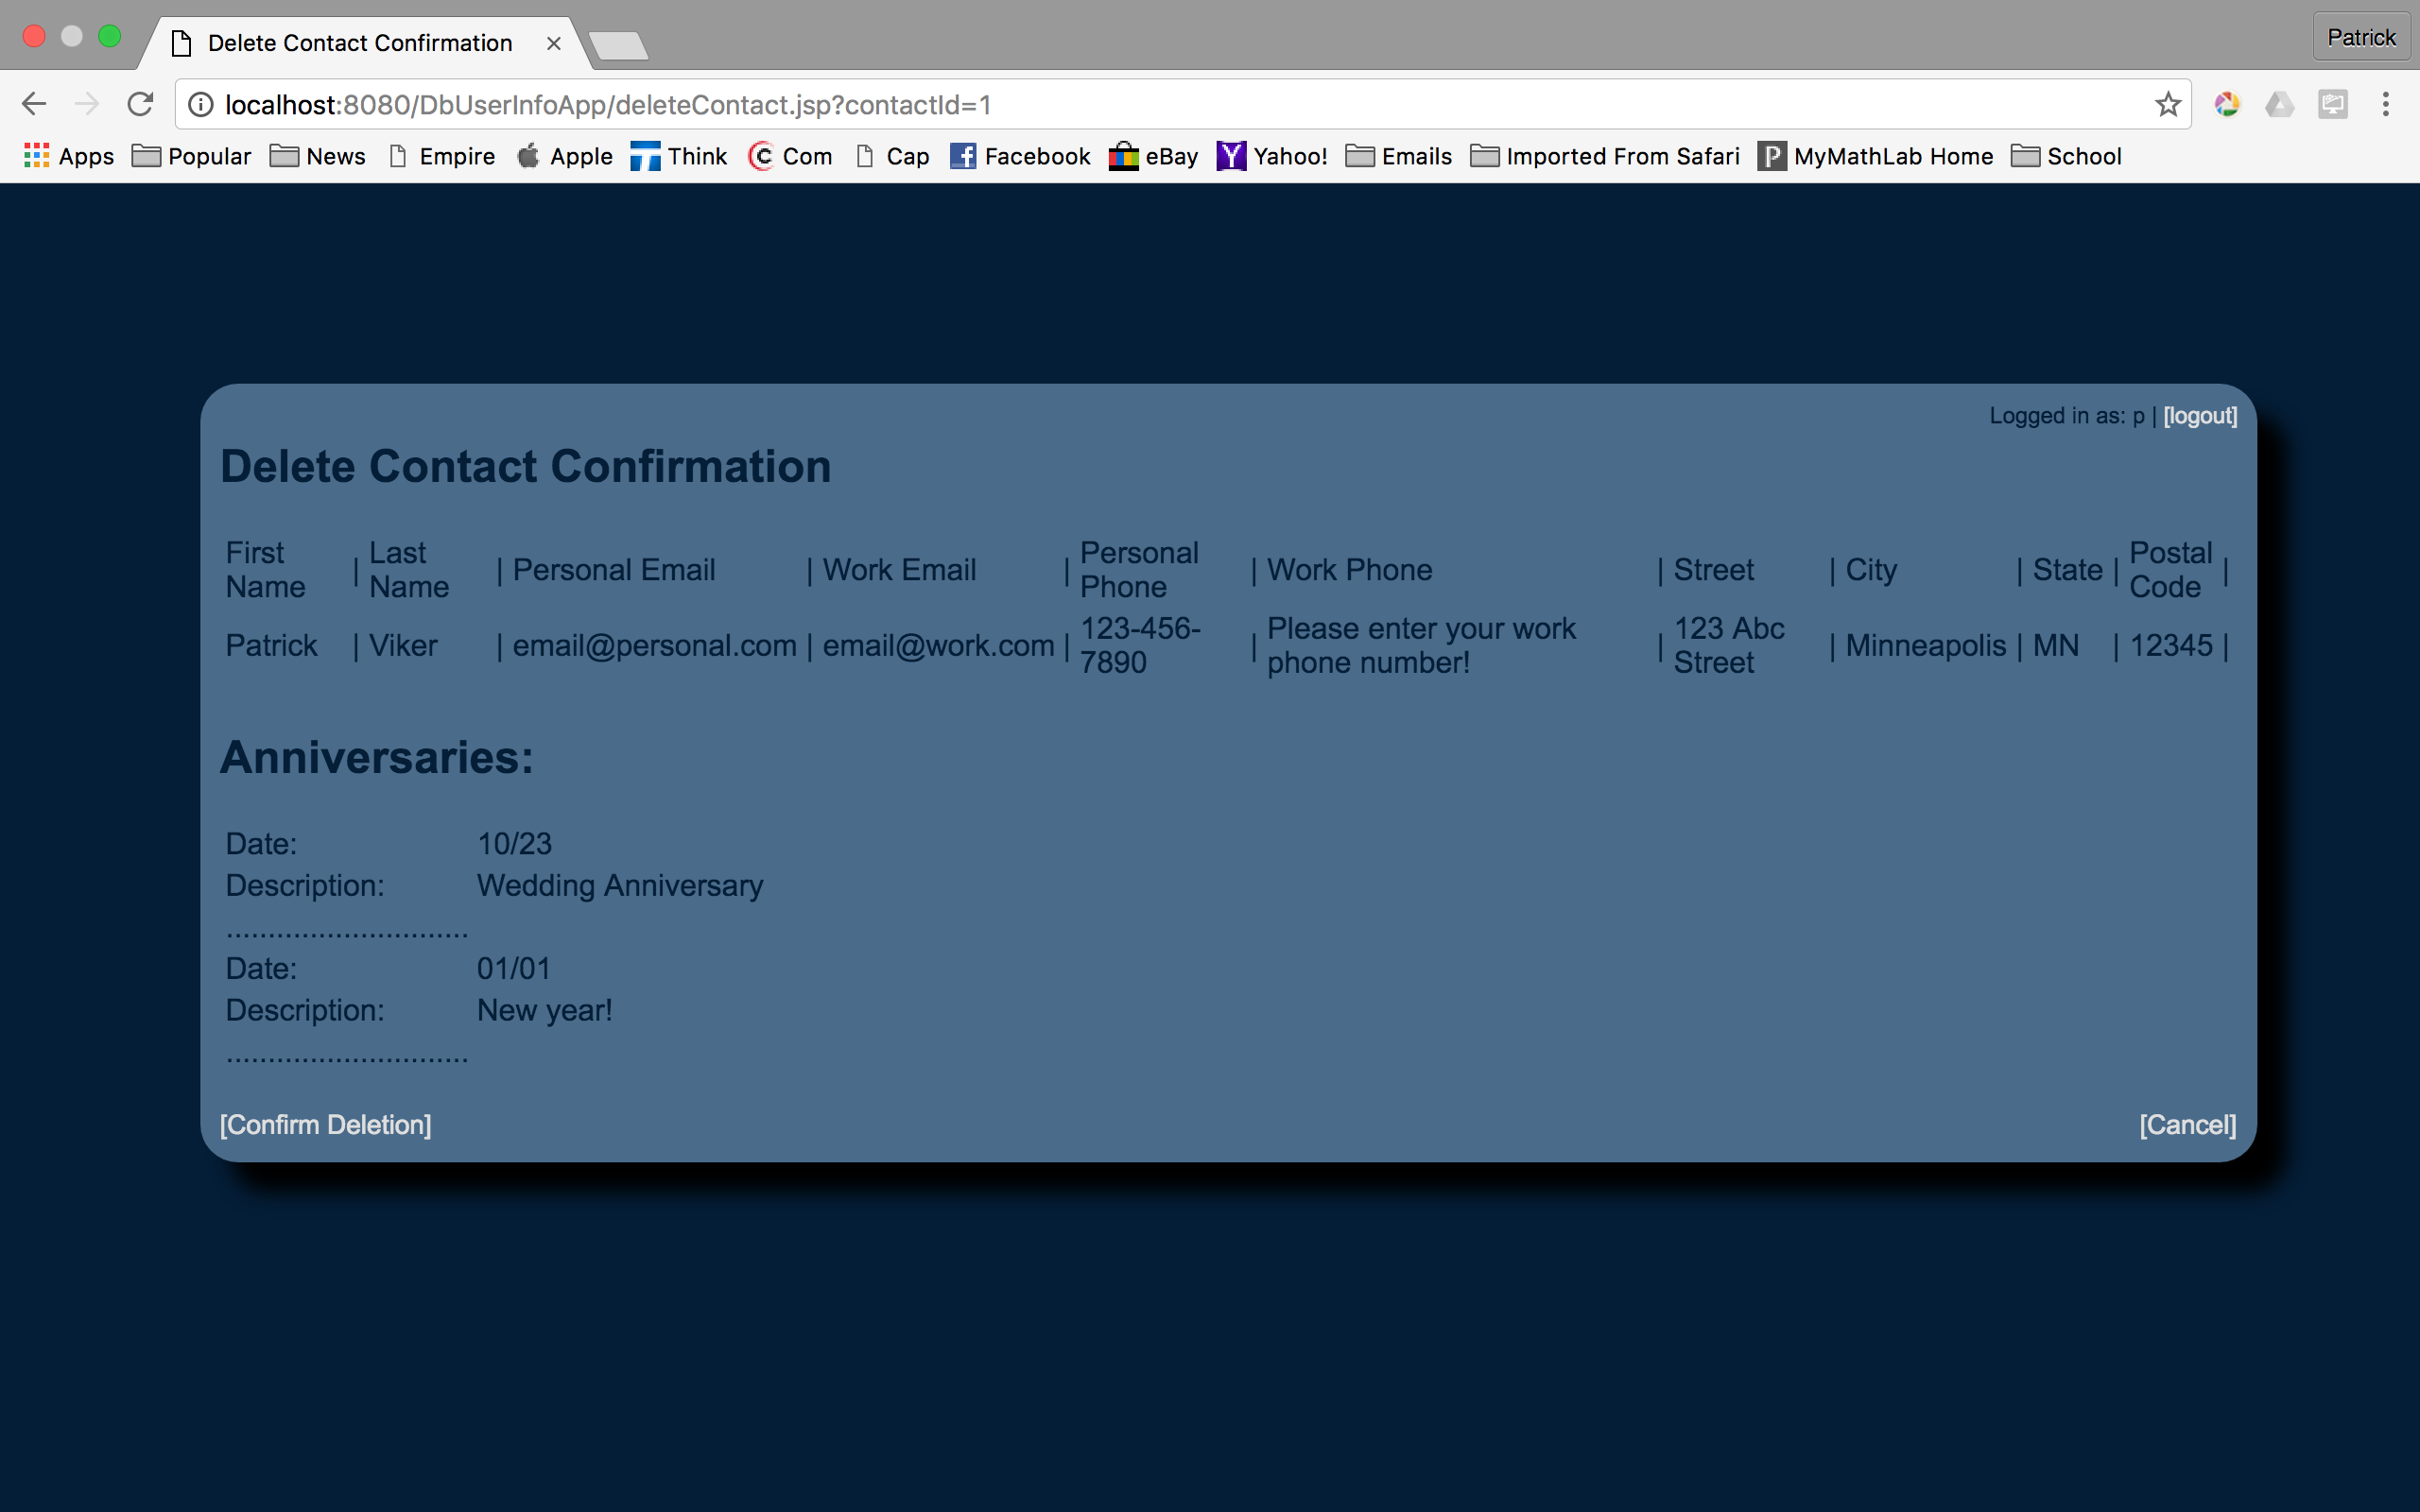 Delete Contact Confirmation
Patrick
localhost:8080/DbUserInfoApp/deleteContact.jsp?contactId=1
Apps Popular News Empire Apple Think Com Cap Facebook eBay Yahoo! Emails Imported From Safari MyMathLab Home School
Logged in as: p | [logout]
Delete Contact Confirmation
First Name | Last Name | Personal Email | Work Email | Personal Phone | Work Phone | Street | City | State | Postal Code |
Patrick | Viker | email@personal.com | email@work.com | 123-456-7890 | Please enter your work phone number! | 123 Abc Street | Minneapolis | MN | 12345 |
Anniversaries:
Date: 10/23
Description: Wedding Anniversary
.............................
Date: 01/01
Description: New year!
.............................
[Confirm Deletion] [Cancel]